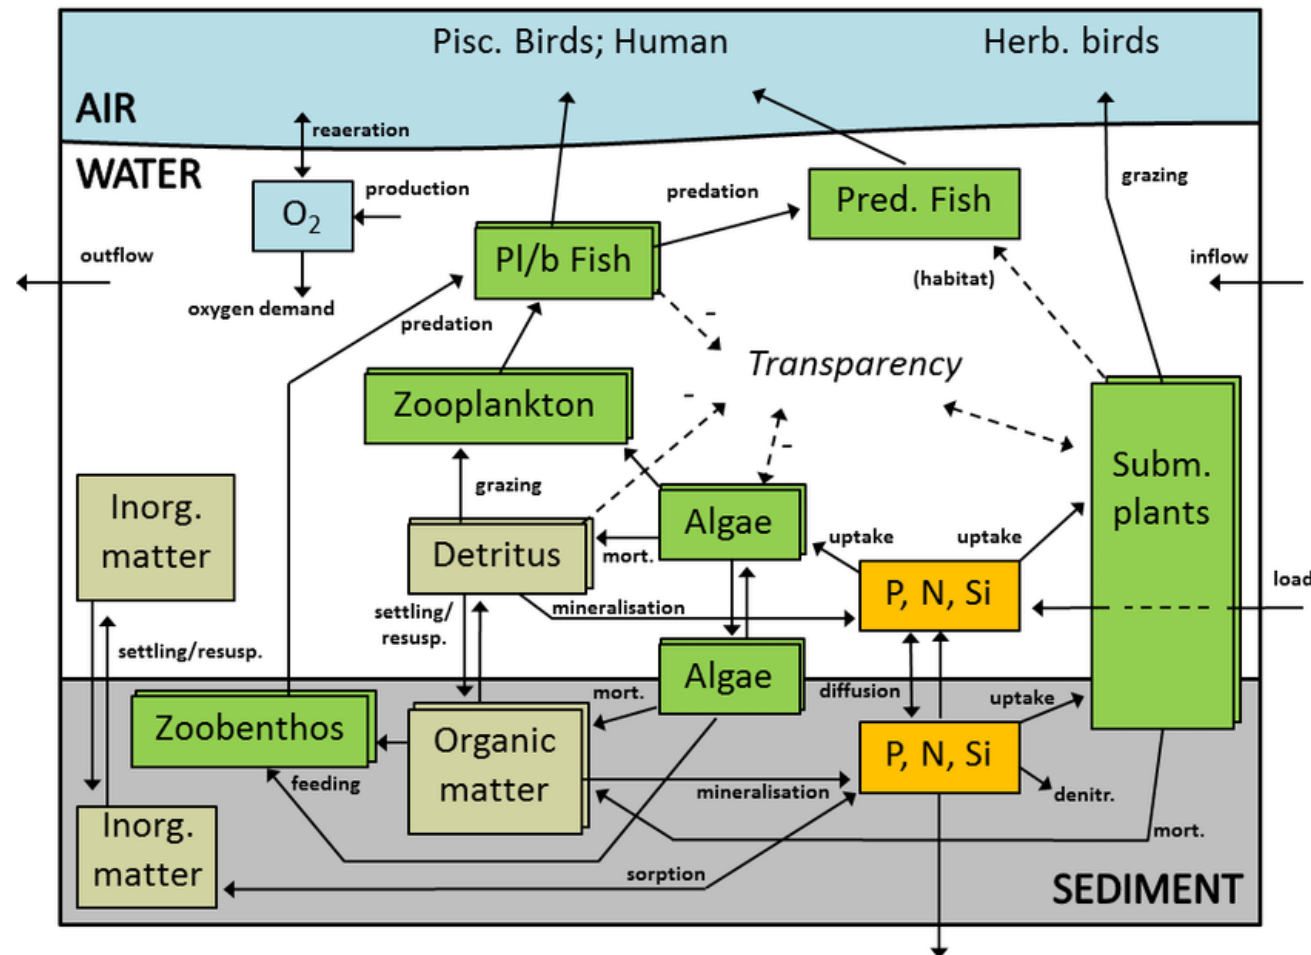 Pisc. Birds; Human
Herb. birds
AIR
reaeration
WATER
production
O₂
predation
Pred. Fish
grazing
outflow
Pl/b Fish
(habitat)
inflow
oxygen demand
predation
-
Transparency
Zooplankton
-
-
Subm.
plants
grazing
Inorg.
matter
Algae
Detritus
mort.
uptake
uptake
P, N, Si
load
settling/
resusp.
mineralisation
settling/resusp.
Algae
diffusion
mort.
uptake
Zoobenthos
Organic
matter
P, N, Si
feeding
mineralisation
denitr.
Inorg.
matter
mort.
sorption
SEDIMENT